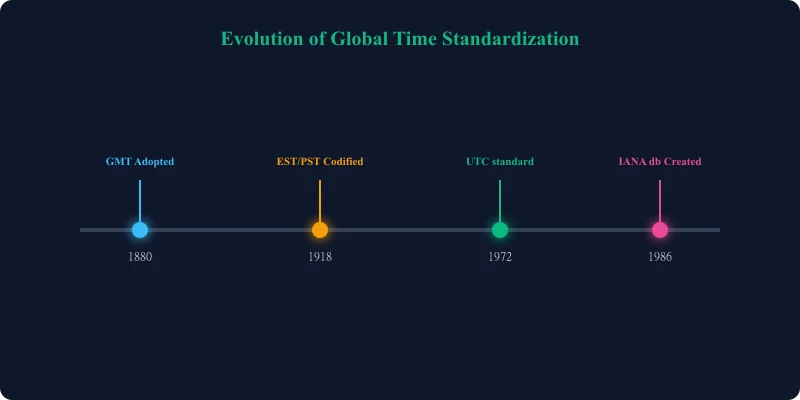 Evolution of Global Time Standardization
GMT Adopted
EST/PST Codified
UTC standard
IANA db Created
1880
1918
1972
1986